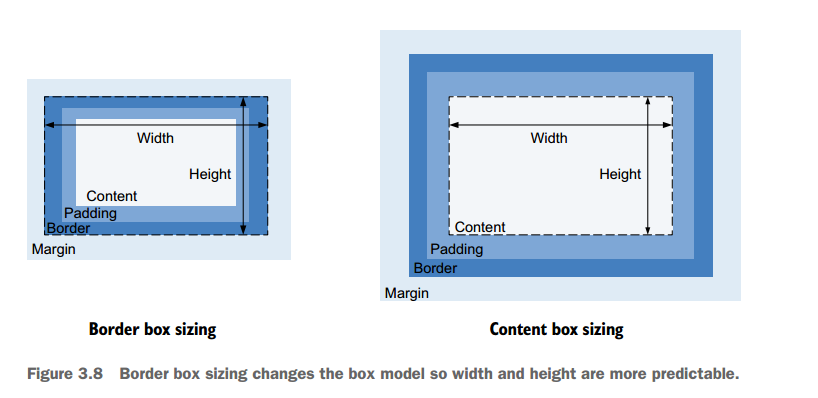 Width
Height
Content
Padding
Border
Margin
Border box sizing
Width
Height
Content
Padding
Border
Margin
Content box sizing
Figure 3.8 Border box sizing changes the box model so width and height are more predictable.